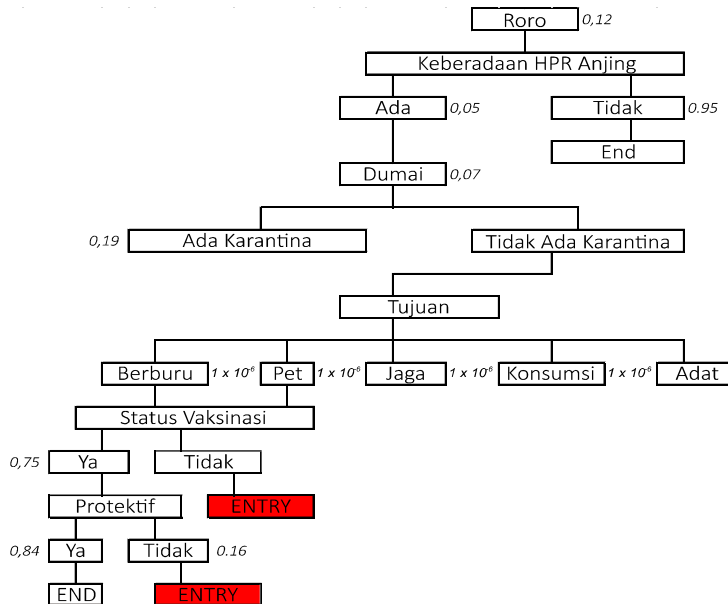 Roro 0,12
Keberadaan HPR Anjing
Ada 0,05 Tidak 0.95
End
Dumai 0,07
0,19 Ada Karantina Tidak Ada Karantina
Tujuan
Berburu 1 x 10⁻⁶ Pet 1 x 10⁻⁶ Jaga 1 x 10⁻⁶ Konsumsi 1 x 10⁻⁶ Adat
Status Vaksinasi
0,75 Ya Tidak
Protektif ENTRY
0,84 Ya Tidak 0.16
END ENTRY